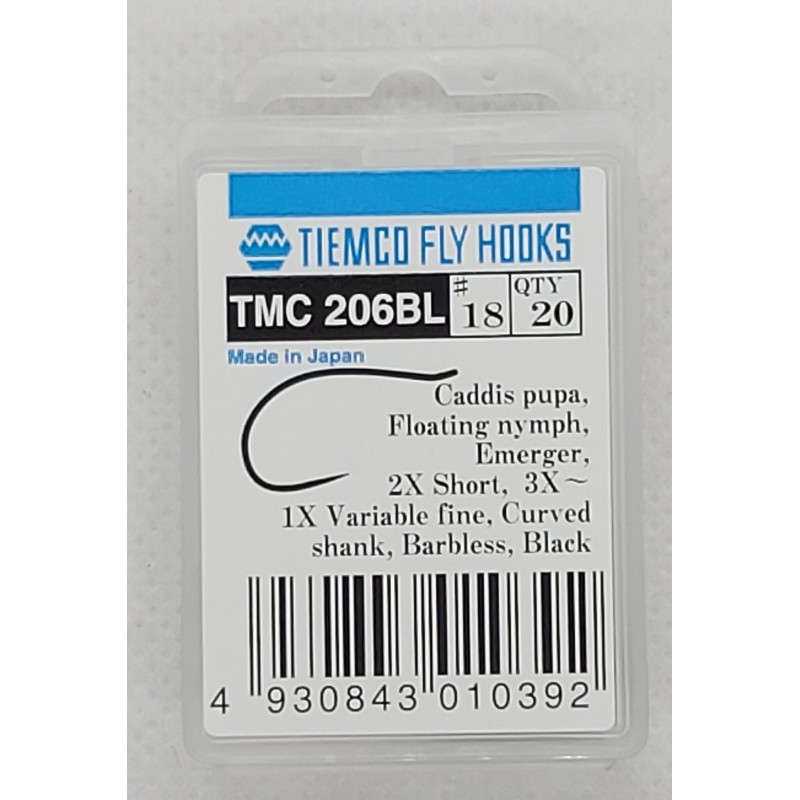 TIEMCO FLY HOOKS
TMC 206BL # 18 QTY 20
Made in Japan
Caddis pupa,
Floating nymph,
Emerger,
2X Short, 3X~
1X Variable fine, Curved
shank, Barbless, Black
4 930843 010392